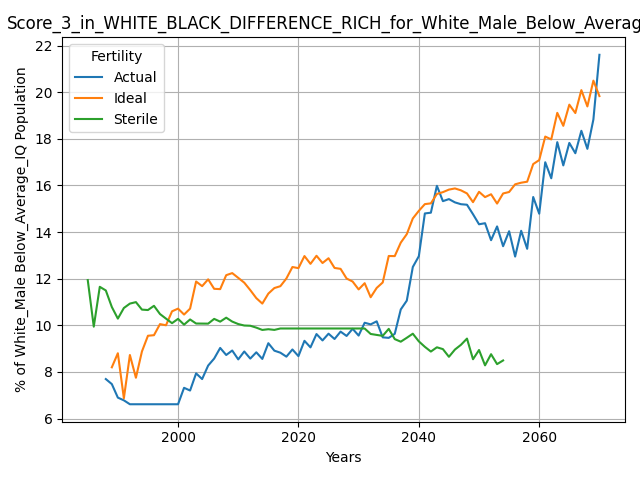 Score_3_in_WHITE_BLACK_DIFFERENCE_RICH_for_White_Male_Below_Averag
Fertility
Actual
Ideal
Sterile
% of White_Male Below_Average_IQ Population
22
20
18
16
14
12
10
8
6
2000 2020 2040 2060
Years